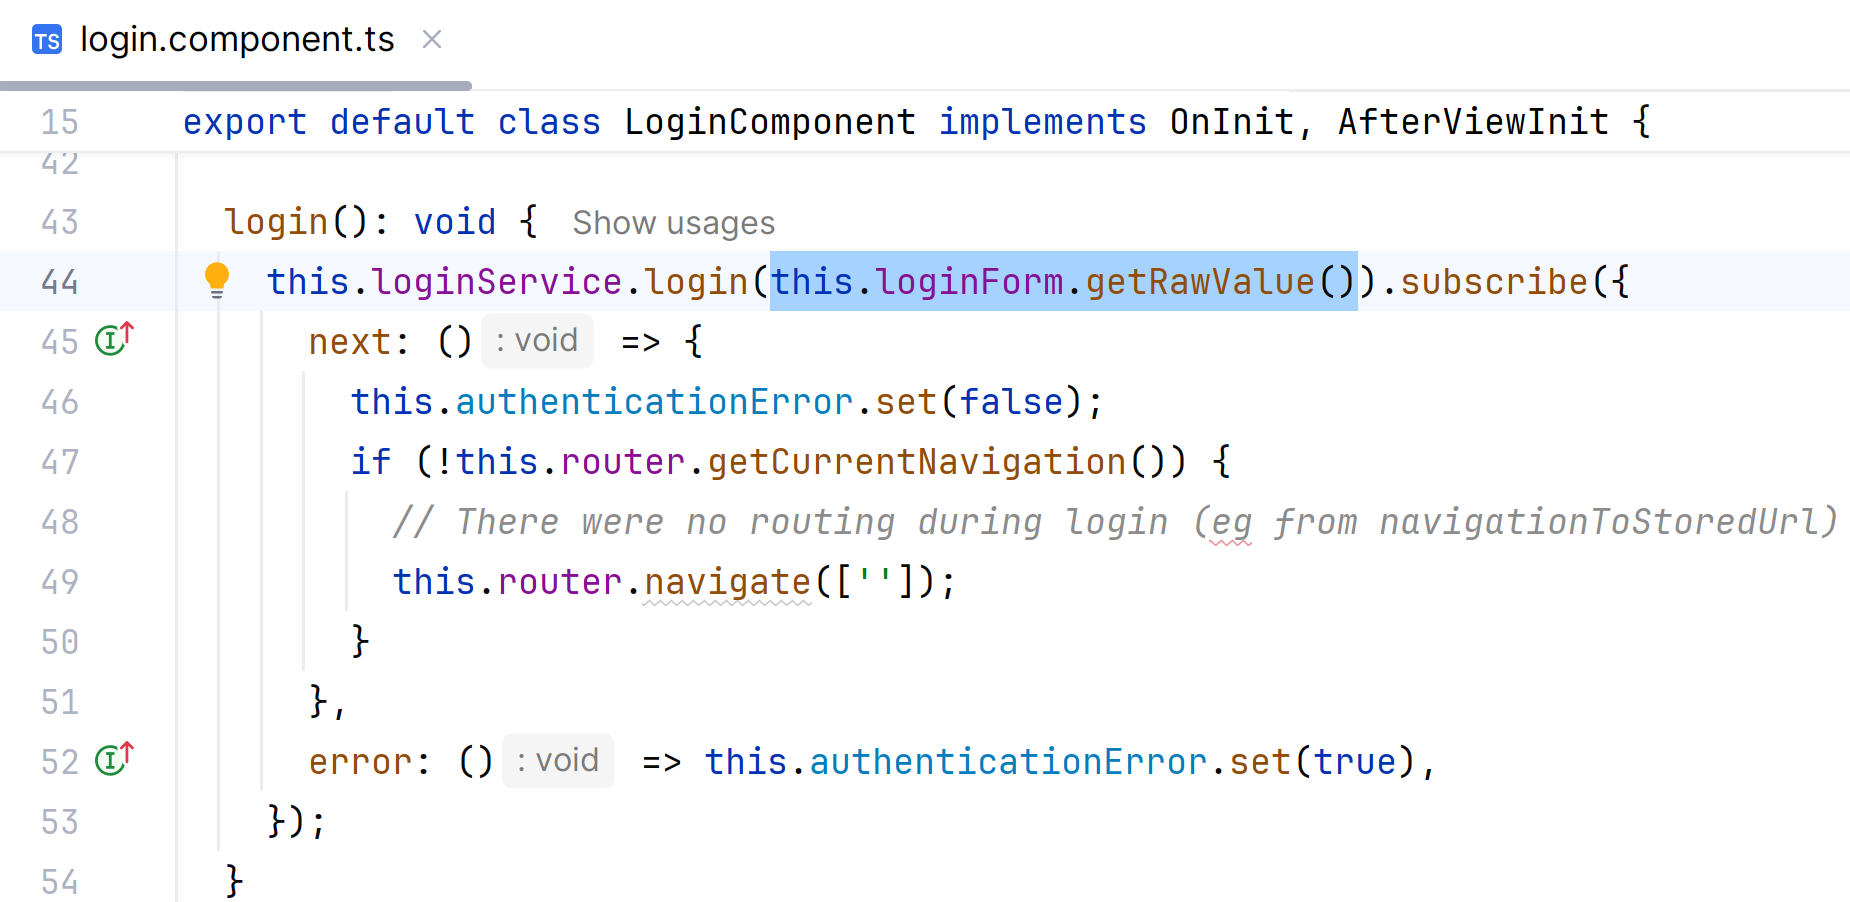 TS login.component.ts ×
15 export default class LoginComponent implements OnInit, AfterViewInit {
42
43 login(): void { Show usages
44 this.loginService.login(this.loginForm.getRawValue()).subscribe({
45 next: () : void => {
46 this.authenticationError.set(false);
47 if (!this.router.getCurrentNavigation()) {
48 // There were no routing during login (eg from navigationToStoredUrl)
49 this.router.navigate(['']);
50 }
51 },
52 error: () : void => this.authenticationError.set(true),
53 });
54 }